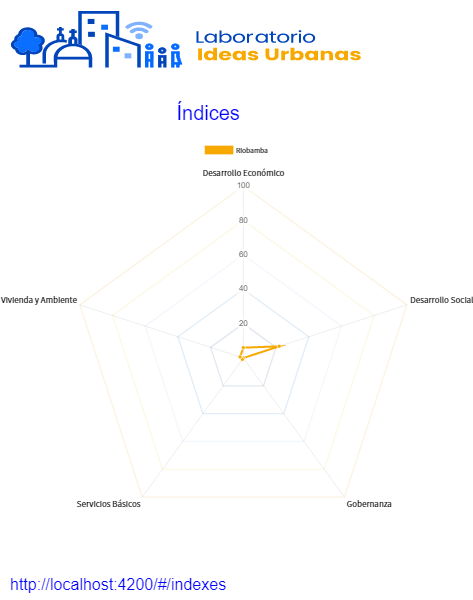 Laboratorio
Ideas Urbanas
Índices
Riobamba
Desarrollo Económico
100
80
60
40
20
Vivienda y Ambiente
Desarrollo Social
Servicios Básicos
Gobernanza
http://localhost:4200/#/indexes